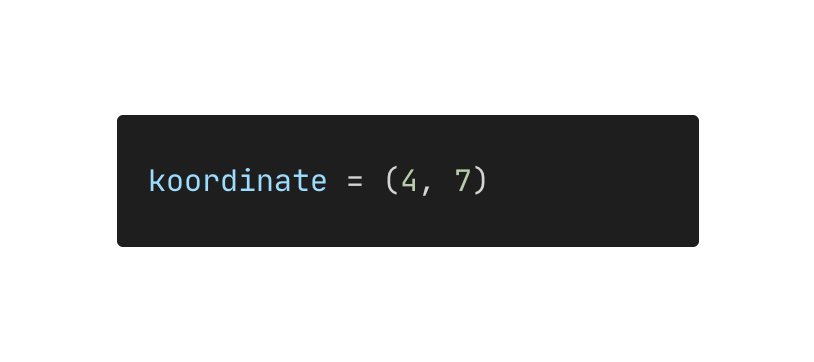 koordinate = (4, 7)